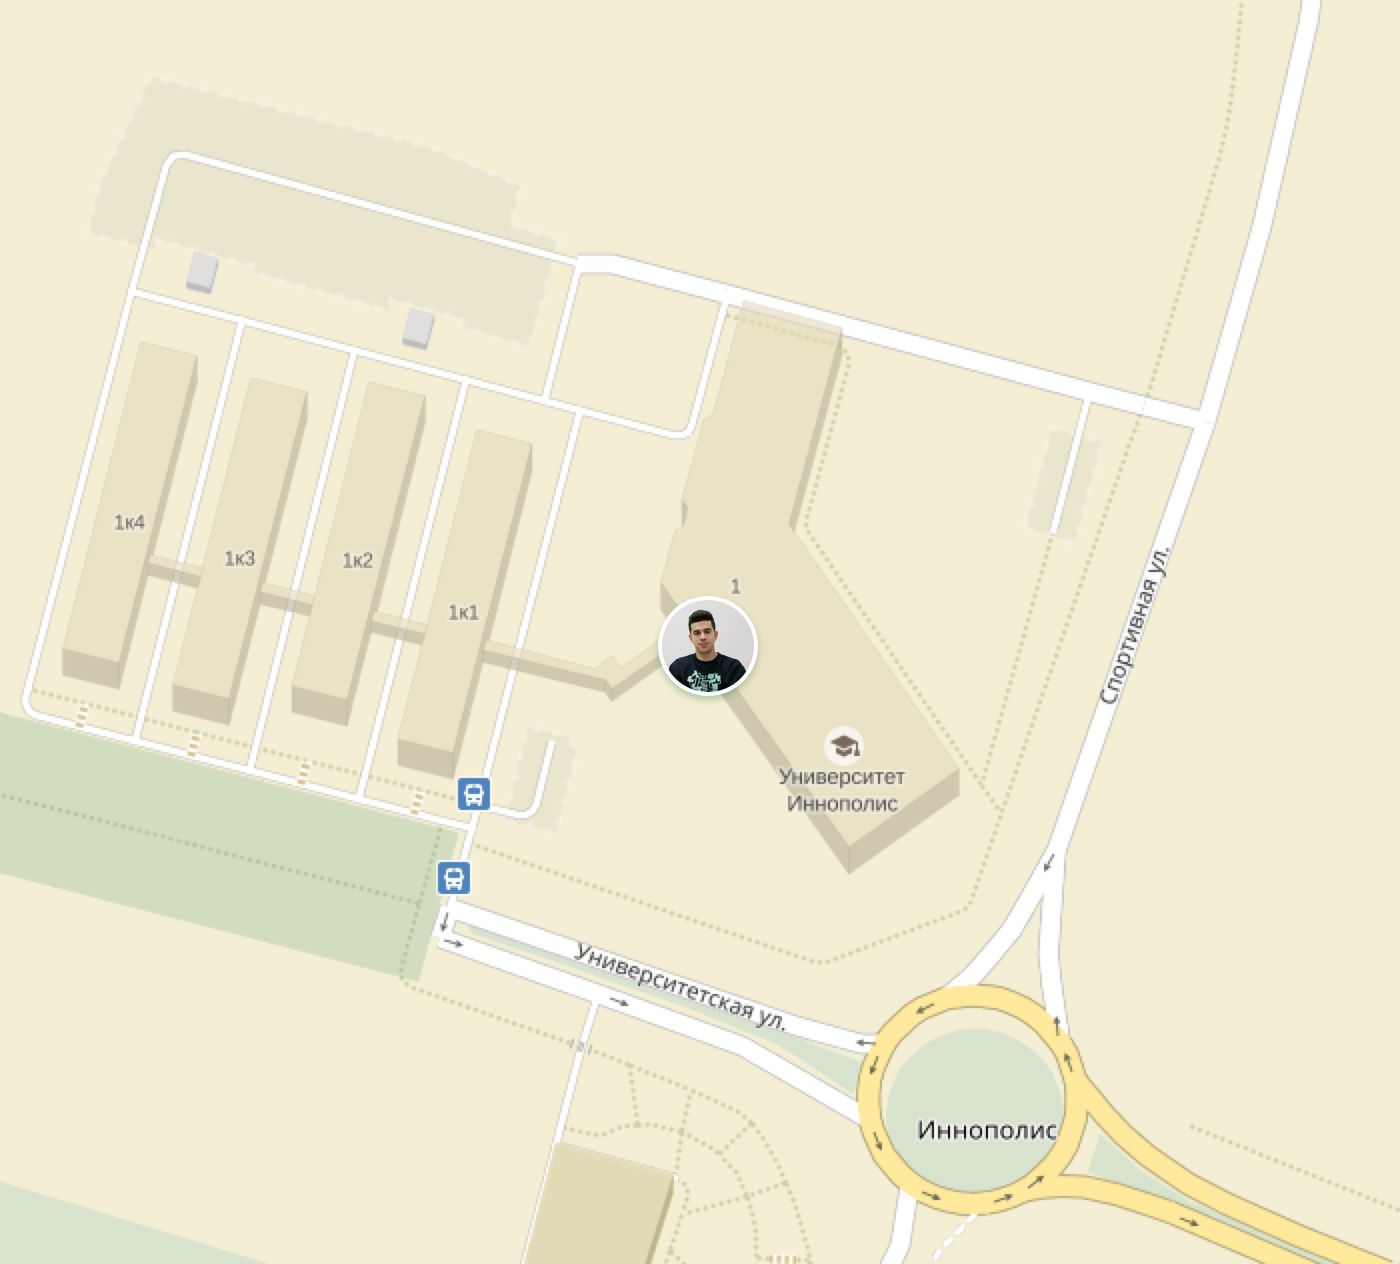 1к4
1к3
1к2
1к1
1
Университет
Иннополис
Спортивная ул.
Университетская ул.
Иннополис